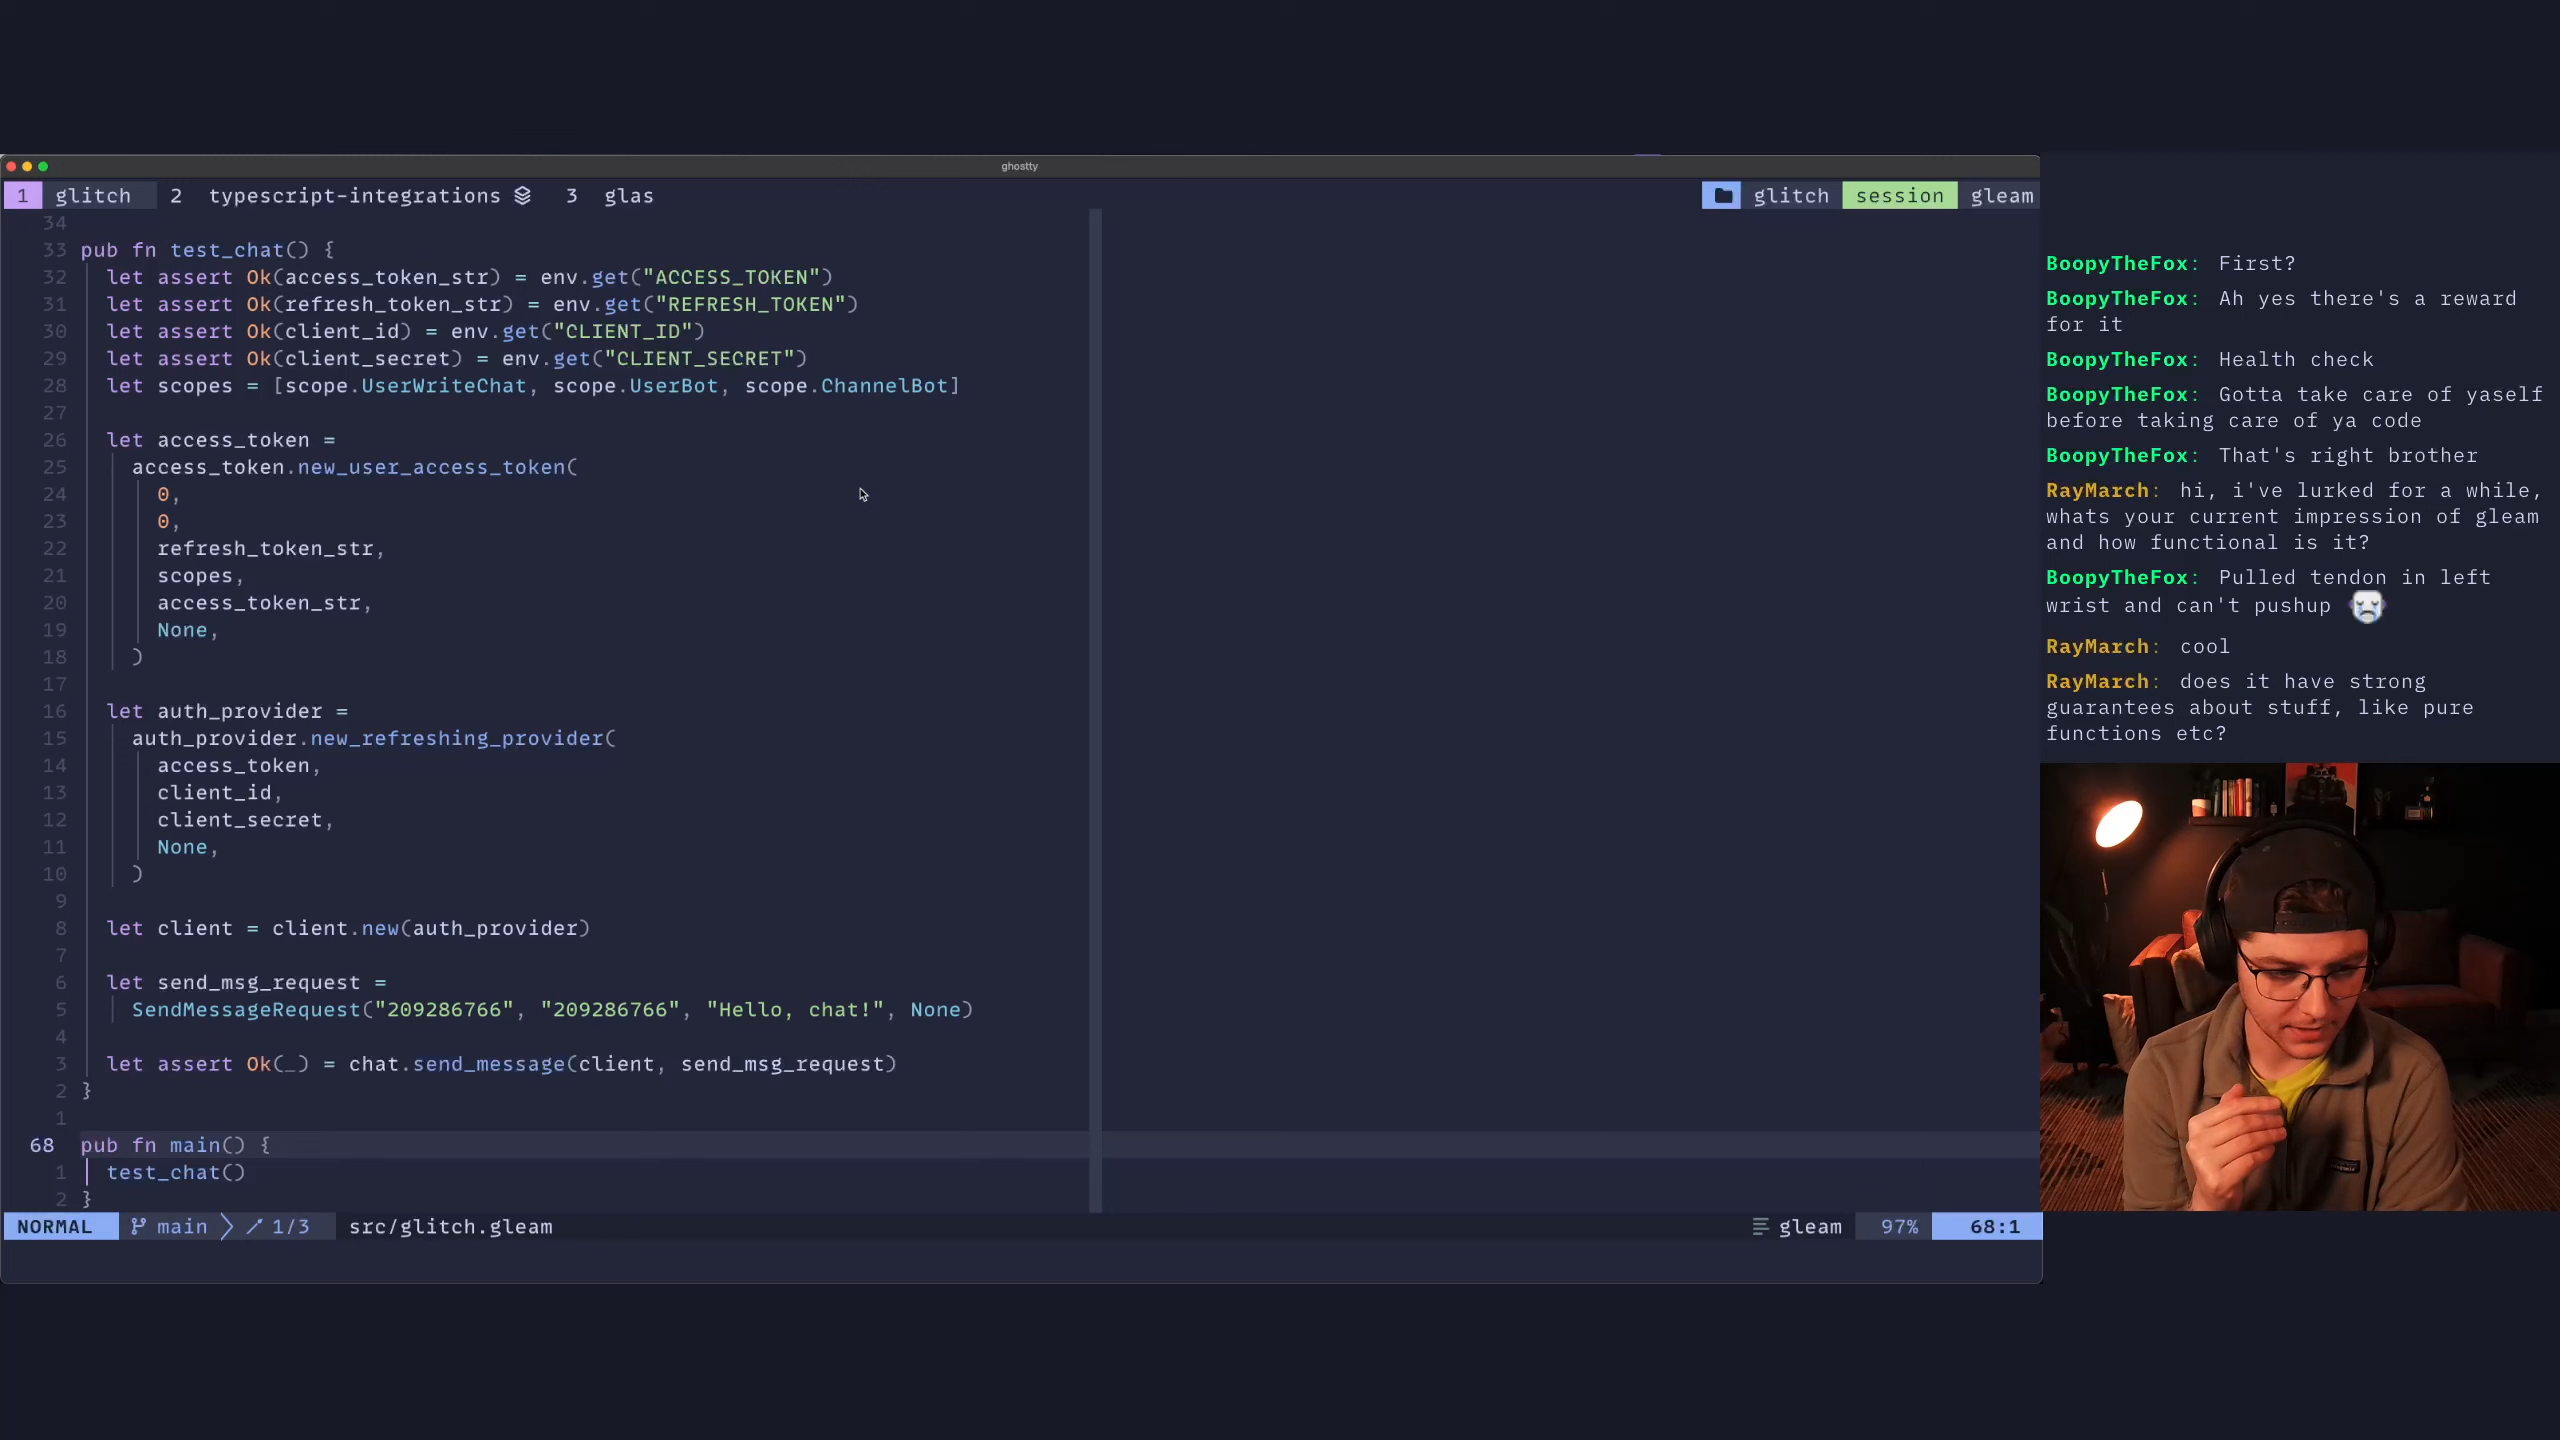 ghostty
1 glitch 2 typescript-integrations 3 glas glitch session gleam
34
33 pub fn test_chat() {
32 let assert Ok(access_token_str) = env.get("ACCESS_TOKEN")
31 let assert Ok(refresh_token_str) = env.get("REFRESH_TOKEN")
30 let assert Ok(client_id) = env.get("CLIENT_ID")
29 let assert Ok(client_secret) = env.get("CLIENT_SECRET")
28 let scopes = [scope.UserWriteChat, scope.UserBot, scope.ChannelBot]
27
26 let access_token =
25 access_token.new_user_access_token(
24 0,
23 0,
22 refresh_token_str,
21 scopes,
20 access_token_str,
19 None,
18 )
17
16 let auth_provider =
15 auth_provider.new_refreshing_provider(
14 access_token,
13 client_id,
12 client_secret,
11 None,
10 )
9
8 let client = client.new(auth_provider)
7
6 let send_msg_request =
5 SendMessageRequest("209286766", "209286766", "Hello, chat!", None)
4
3 let assert Ok(_) = chat.send_message(client, send_msg_request)
2 }
1
68 pub fn main() {
1 test_chat()
2 }
NORMAL main 1/3 src/glitch.gleam gleam 97% 68:1
BoopyTheFox: First?
BoopyTheFox: Ah yes there's a reward
for it
BoopyTheFox: Health check
BoopyTheFox: Gotta take care of yaself
before taking care of ya code
BoopyTheFox: That's right brother
RayMarch: hi, i've lurked for a while,
whats your current impression of gleam
and how functional is it?
BoopyTheFox: Pulled tendon in left
wrist and can't pushup
RayMarch: cool
RayMarch: does it have strong
guarantees about stuff, like pure
functions etc?